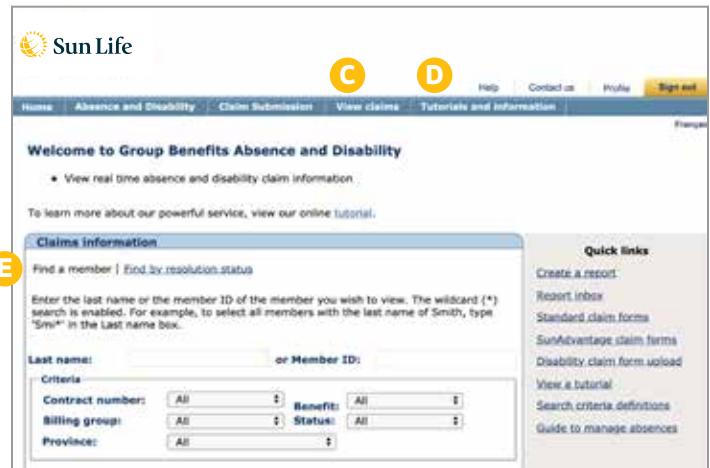 Sun Life
C
D
Help Contact us Profile Sign out
Home Absence and Disability Claim Submission View claims Tutorials and information
Françai
Welcome to Group Benefits Absence and Disability
• View real time absence and disability claim information
To learn more about our powerful service, view our online tutorial.
E
Claims information
Find a member | Find by resolution status
Enter the last name or the member ID of the member you wish to view. The wildcard (*)
search is enabled. For example, to select all members with the last name of Smith, type
"Smi*" in the Last name box.
Last name: or Member ID:
Criteria
Contract number: All Benefit: All
Billing group: All Status: All
Province: All
Quick links
Create a report
Report inbox
Standard claim forms
SunAdvantage claim forms
Disability claim form upload
View a tutorial
Search criteria definitions
Guide to manage absences